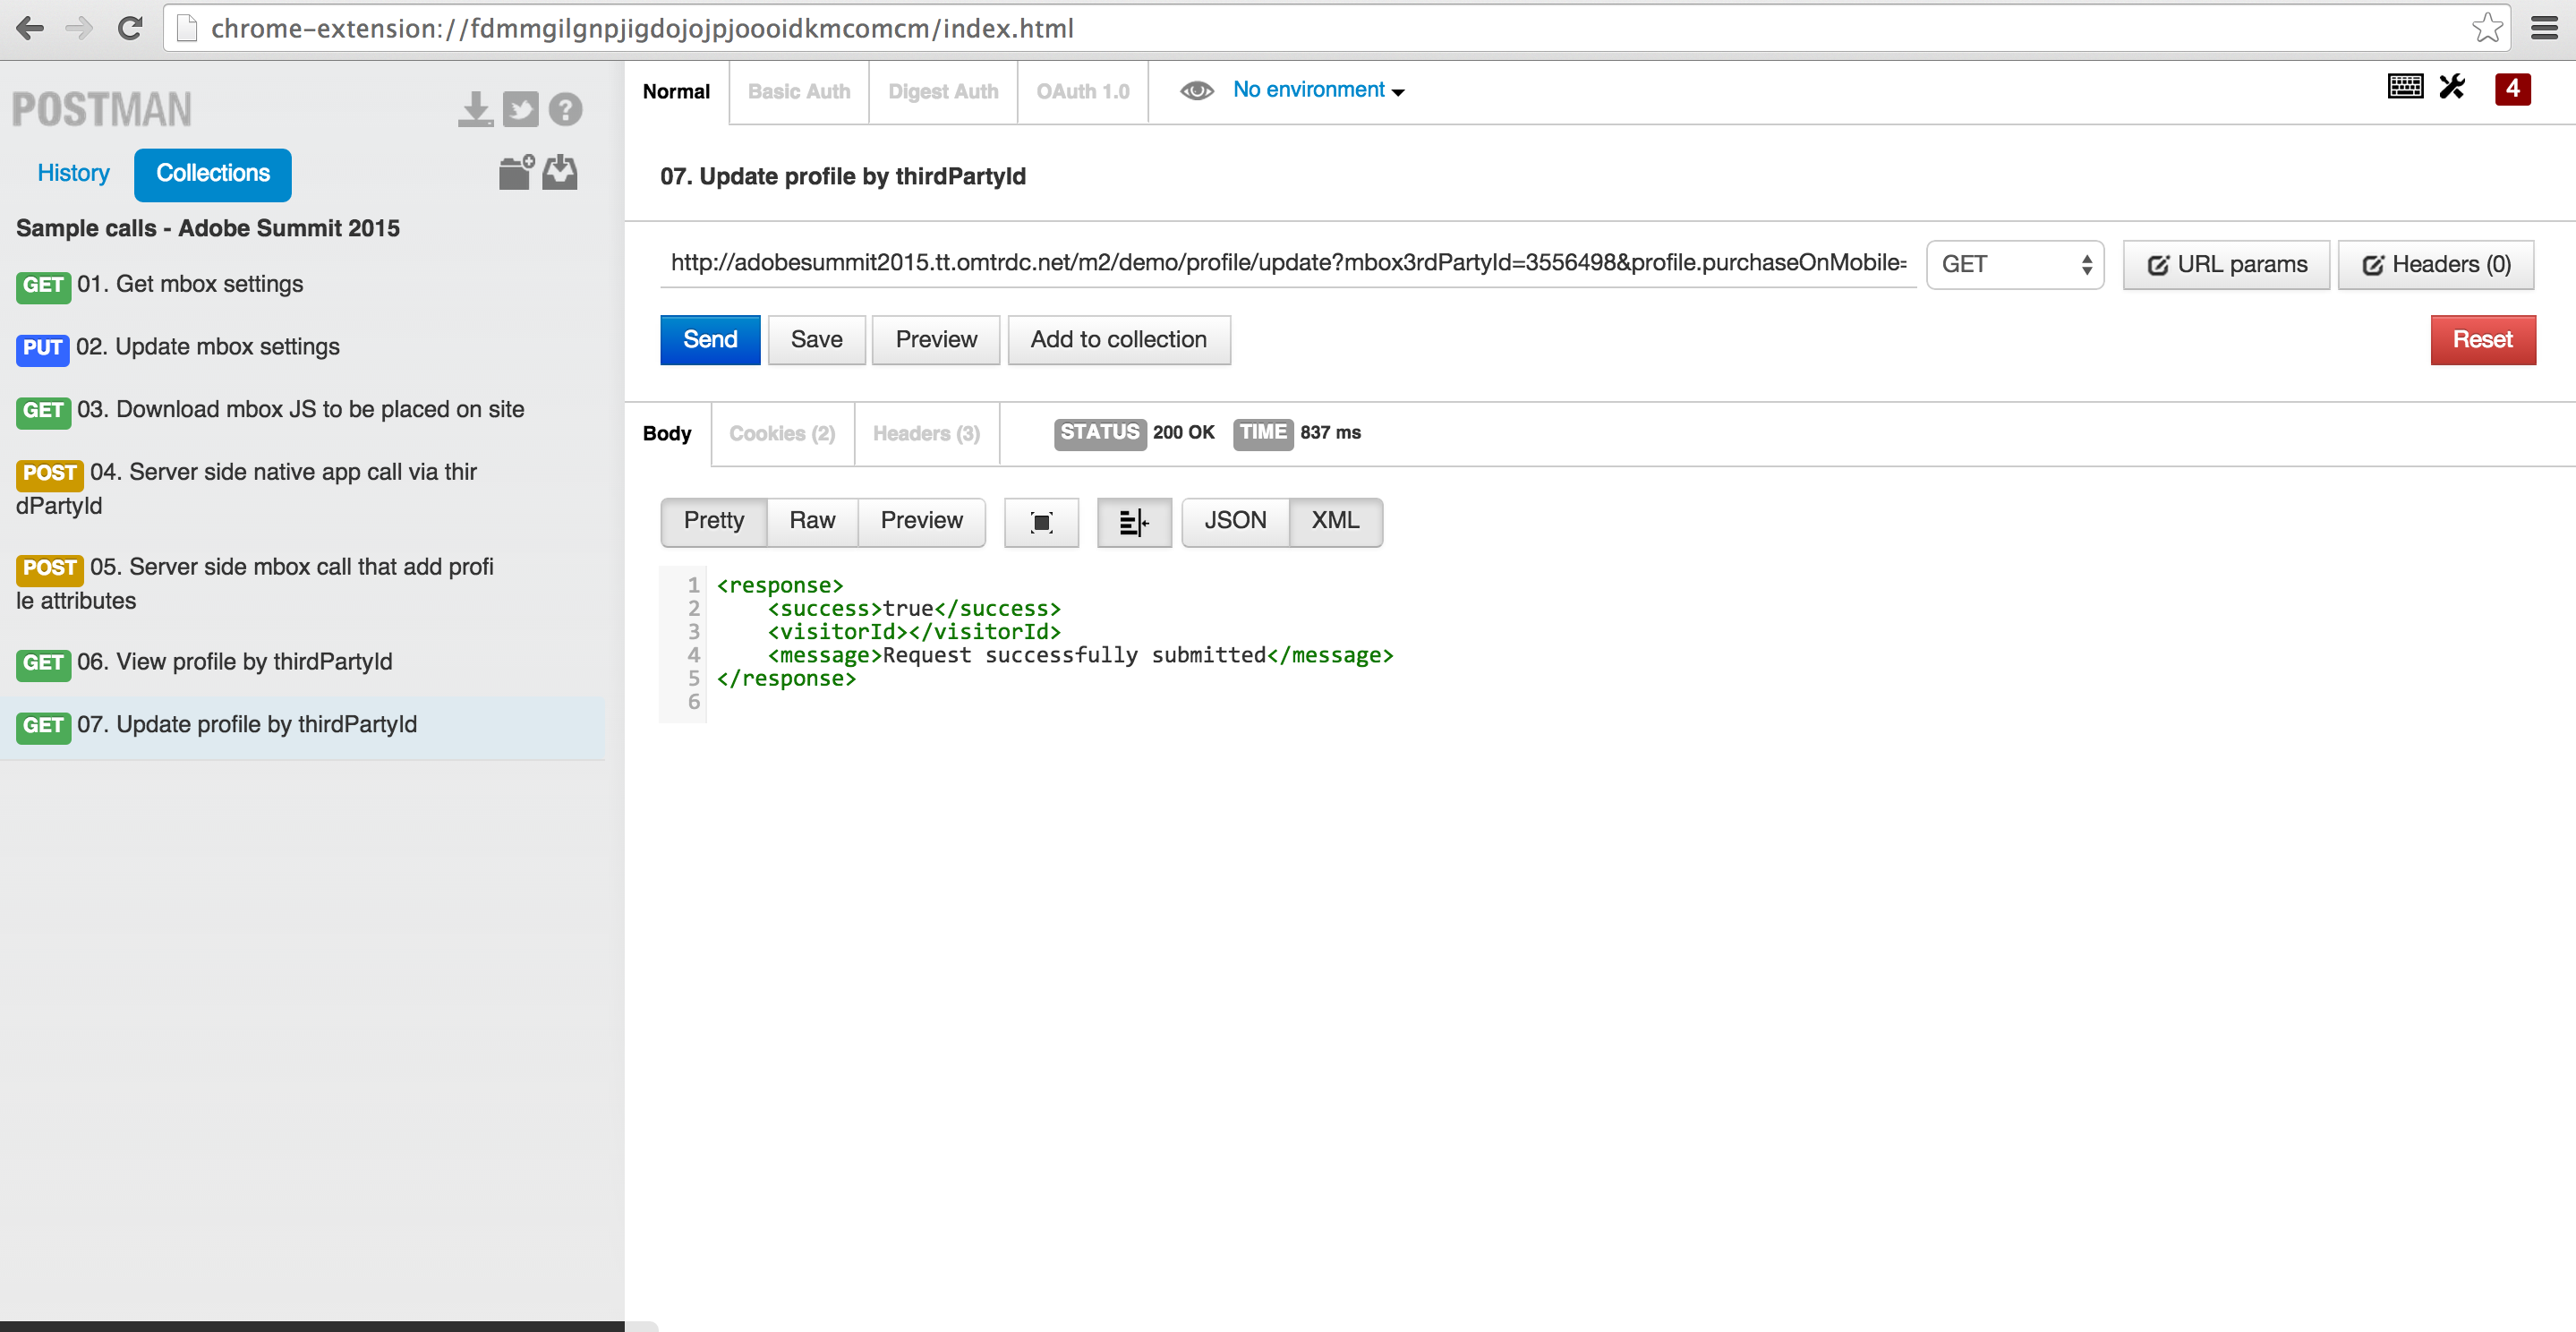 chrome-extension://fdmmgilgnpjigdojojpjoooidkmcomcm/index.html
POSTMAN
History Collections
Sample calls - Adobe Summit 2015
GET 01. Get mbox settings
PUT 02. Update mbox settings
GET 03. Download mbox JS to be placed on site
POST 04. Server side native app call via thir
dPartyId
POST 05. Server side mbox call that add profi
le attributes
GET 06. View profile by thirdPartyId
GET 07. Update profile by thirdPartyId
Normal Basic Auth Digest Auth OAuth 1.0 No environment 4
07. Update profile by thirdPartyId
http://adobesummit2015.tt.omtrdc.net/m2/demo/profile/update?mbox3rdPartyId=3556498&profile.purchaseOnMobile= GET URL params Headers (0)
Send Save Preview Add to collection Reset
Body Cookies (2) Headers (3) STATUS 200 OK TIME 837 ms
Pretty Raw Preview JSON XML
1 <response>
2 <success>true</success>
3 <visitorId></visitorId>
4 <message>Request successfully submitted</message>
5 </response>
6